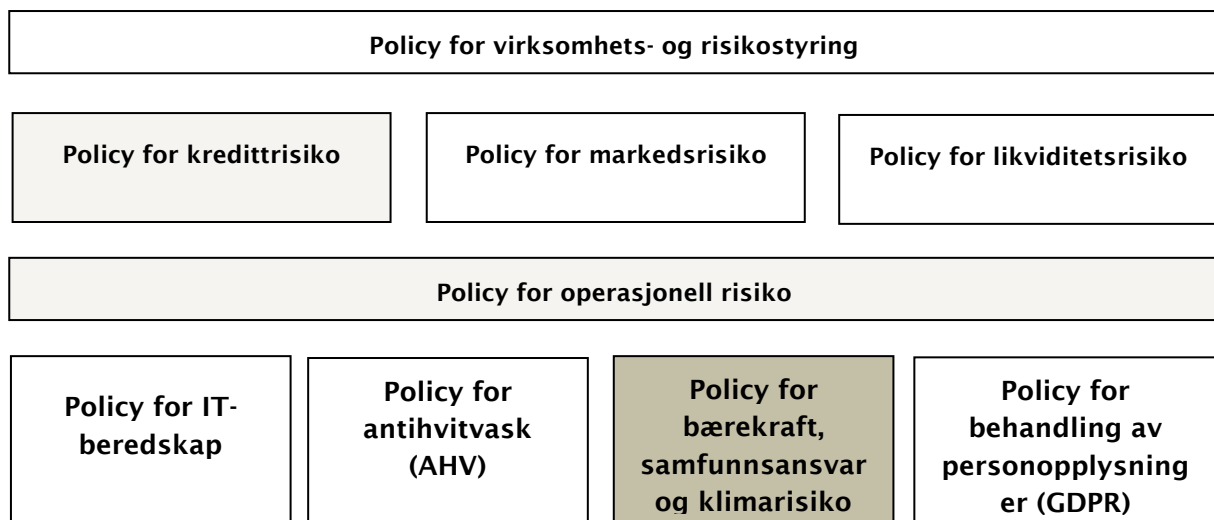 Policy for virksomhets- og risikostyring
Policy for kredittrisiko
Policy for markedsrisiko
Policy for likviditetsrisiko
Policy for operasjonell risiko
Policy for IT-
beredskap
Policy for
antihvitvask
(AHV)
Policy for
bærekraft,
samfunnsansvar
og klimarisiko
Policy for
behandling av
personopplysning
er (GDPR)